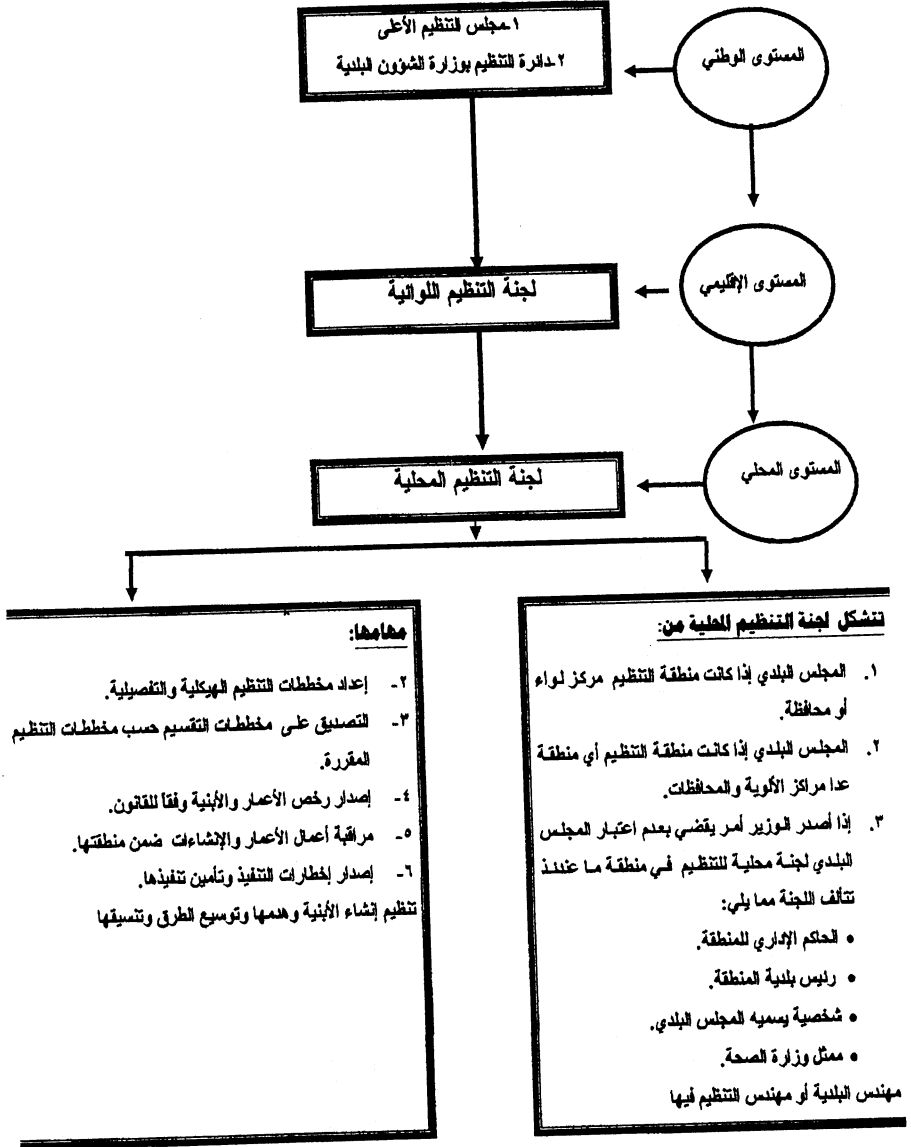 ١-مجلس التنظيم الأعلى
٢-دائرة التنظيم بوزارة الشؤون البلدية
المستوى الوطني
لجنة التنظيم اللوائية
المستوى الإقليمي
لجنة التنظيم المحلية
المستوى المحلي
تتشكل لجنة التنظيم المحلية من:
١. المجلس البلدي إذا كانت منطقة التنظيم مركز لواء
أو محافظة.
٢. المجلس البلدي إذا كانت منطقة التنظيم أي منطقة
عدا مراكز الألوية والمحافظات.
٣. إذا أصدر الوزير أمر يقضي بعدم اعتبار المجلس
البلدي لجنة محلية للتنظيم في منطقة ما عندئذ
تتألف اللجنة مما يلي:
• الحاكم الإداري للمنطقة.
• رئيس بلدية المنطقة.
• شخصية يسميه المجلس البلدي.
• ممثل وزارة الصحة.
مهندس البلدية أو مهندس التنظيم فيها
مهامها:
٢- إعداد مخططات التنظيم الهيكلية والتفصيلية.
٣- التصديق على مخططات التقسيم حسب مخططات التنظيم
المقررة.
٤- إصدار رخص الأعمار والأبنية وفقاً للقانون.
٥- مراقبة أعمال الأعمار والإنشاءات ضمن منطقتها.
٦- إصدار إخطارات التنفيذ وتأمين تنفيذها.
تنظيم إنشاء الأبنية وهدمها وتوسيع الطرق وتنسيقها